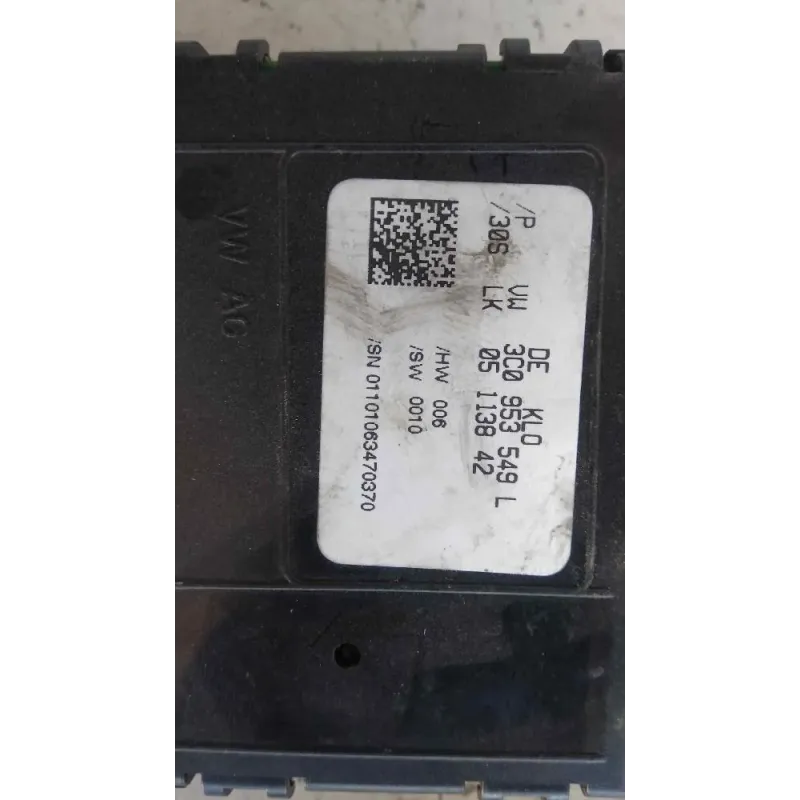 /P VW DE KLO
/30S LK 3C0 953 549 L
05 1138 42
/HW 006
/SW 0010
/SN 01101063470370
VW AG